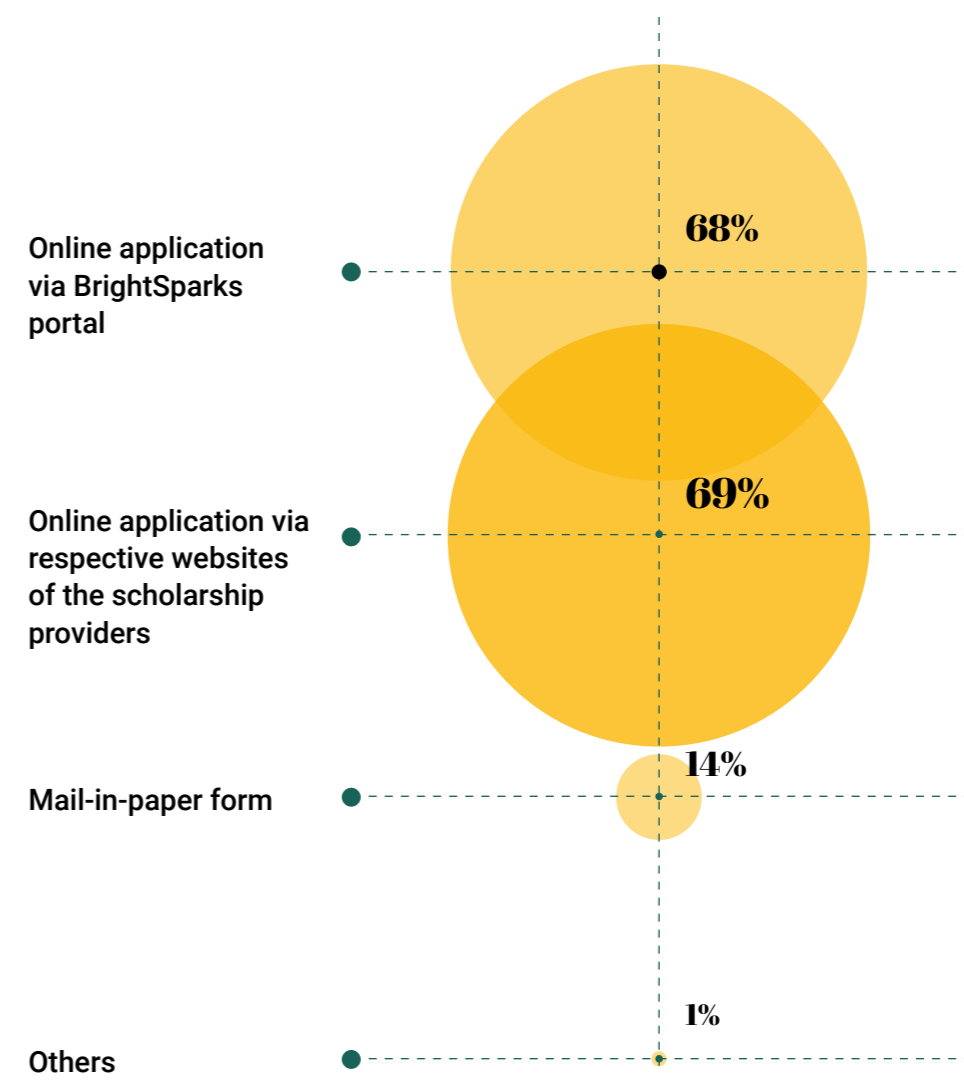 68%
Online application
via BrightSparks
portal
69%
Online application via
respective websites
of the scholarship
providers
14%
Mail-in-paper form
1%
Others